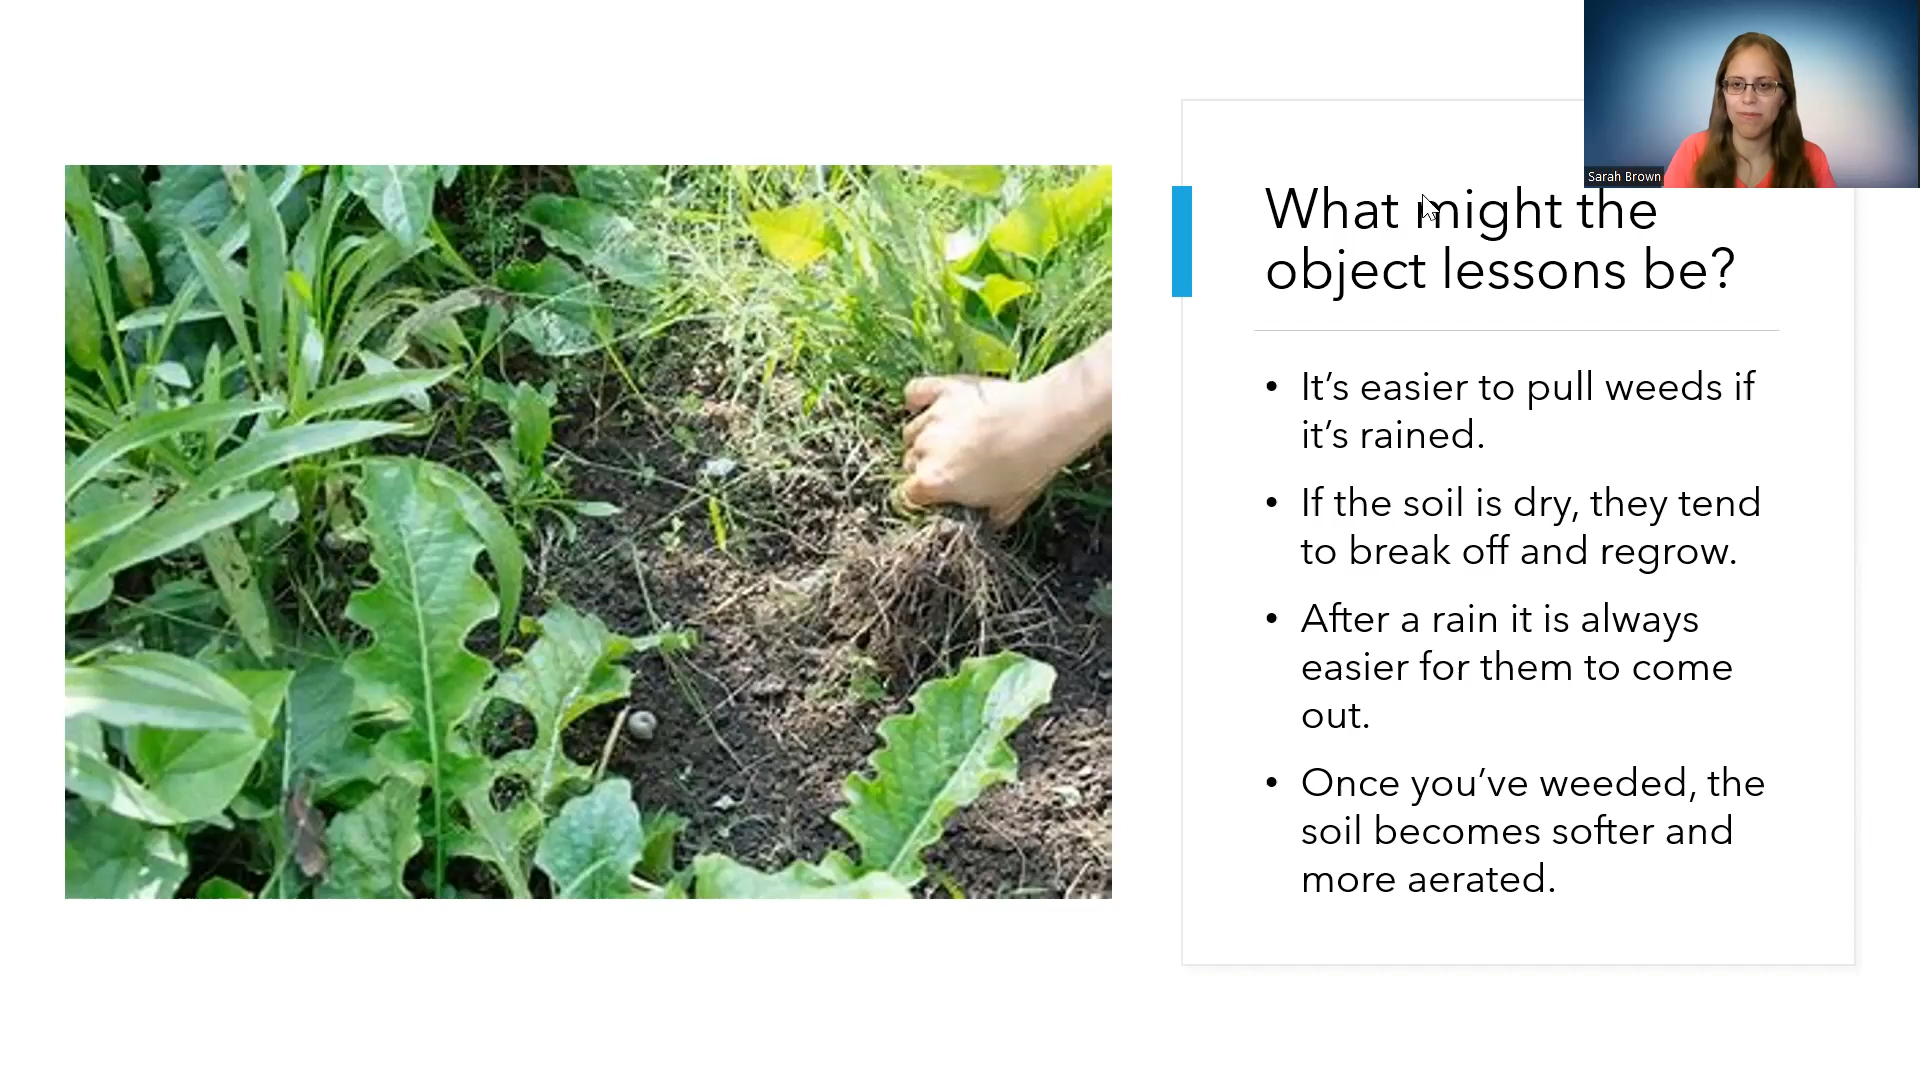 Sarah Brown
What might the
object lessons be?
• It’s easier to pull weeds if
it’s rained.
• If the soil is dry, they tend
to break off and regrow.
• After a rain it is always
easier for them to come
out.
• Once you’ve weeded, the
soil becomes softer and
more aerated.